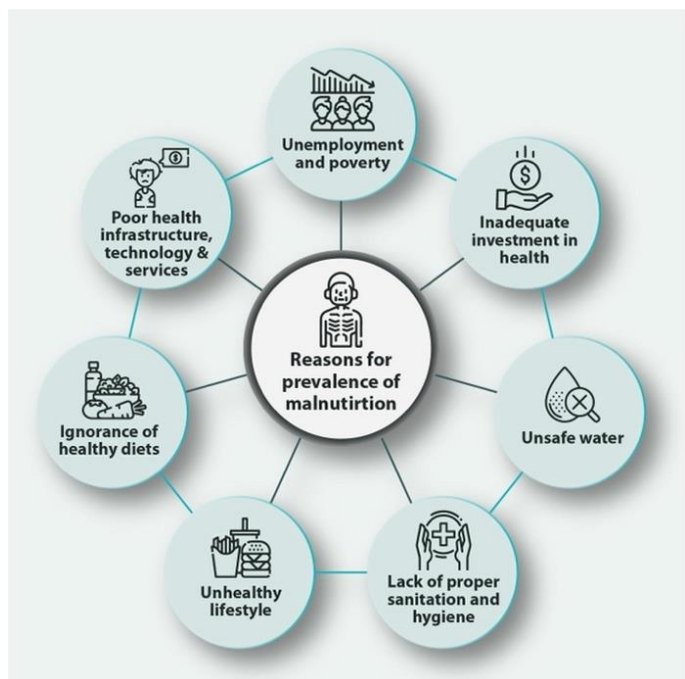 Unemployment
and poverty
Inadequate
investment in
health
Unsafe water
Lack of proper
sanitation and
hygiene
Unhealthy
lifestyle
Ignorance of
healthy diets
Poor health
infrastructure,
technology &
services
Reasons for
prevalence of
malnutirtion